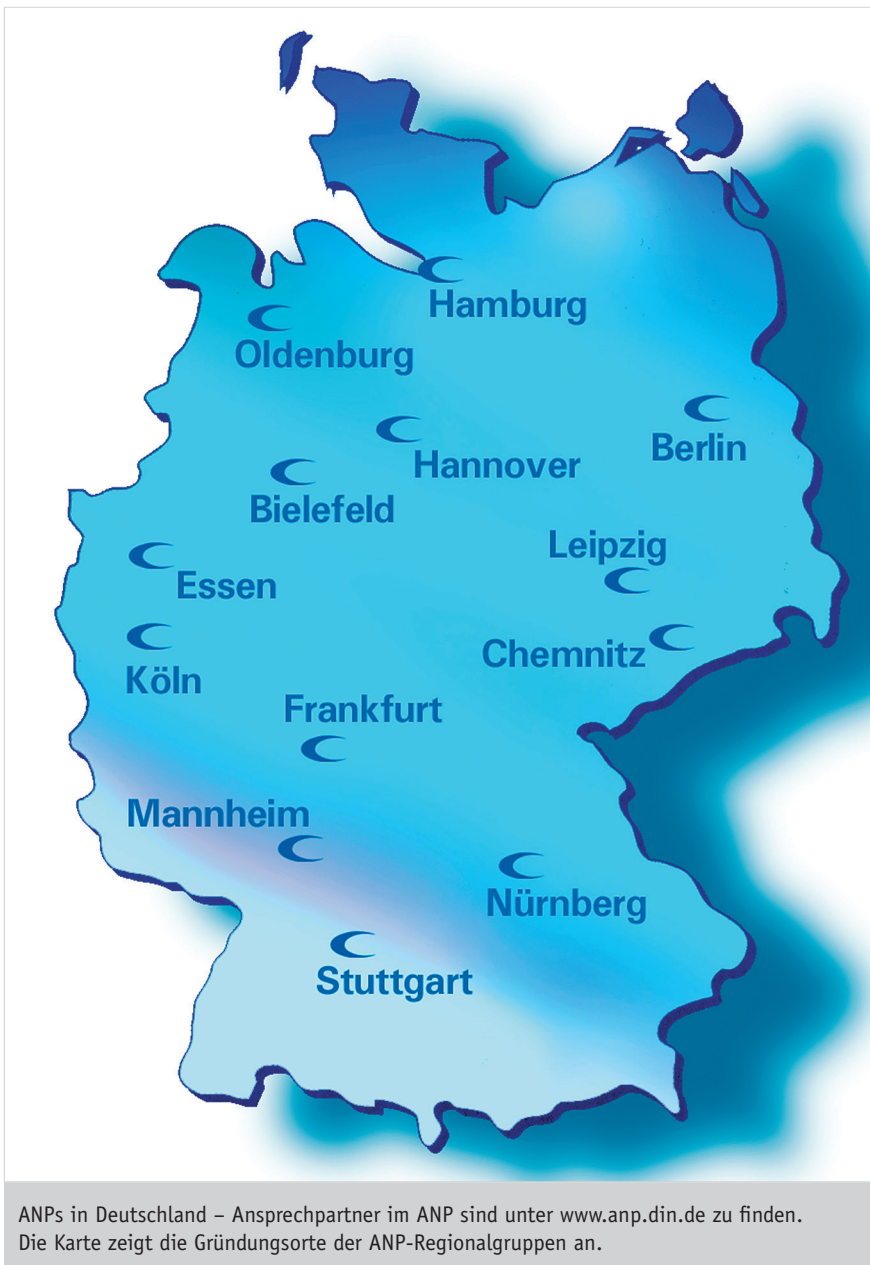 Hamburg
Oldenburg
Berlin
Hannover
Bielefeld
Leipzig
Essen
Chemnitz
Köln
Frankfurt
Mannheim
Nürnberg
Stuttgart
ANPs in Deutschland – Ansprechpartner im ANP sind unter www.anp.din.de zu finden.
Die Karte zeigt die Gründungsorte der ANP-Regionalgruppen an.